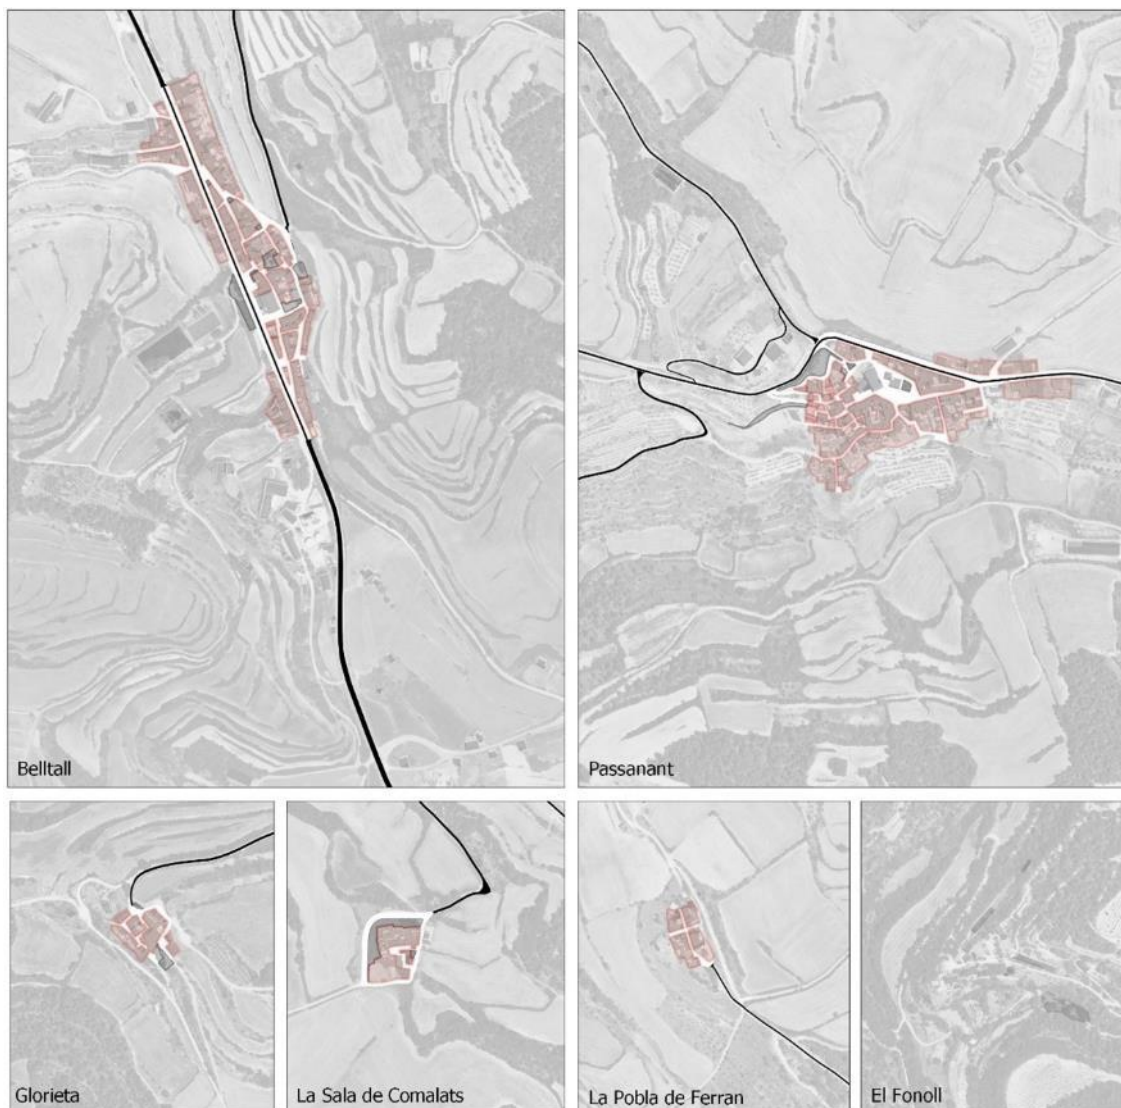 Belltall
Passanant
Glorieta
La Sala de Comalats
La Pobla de Ferran
El Fonoll